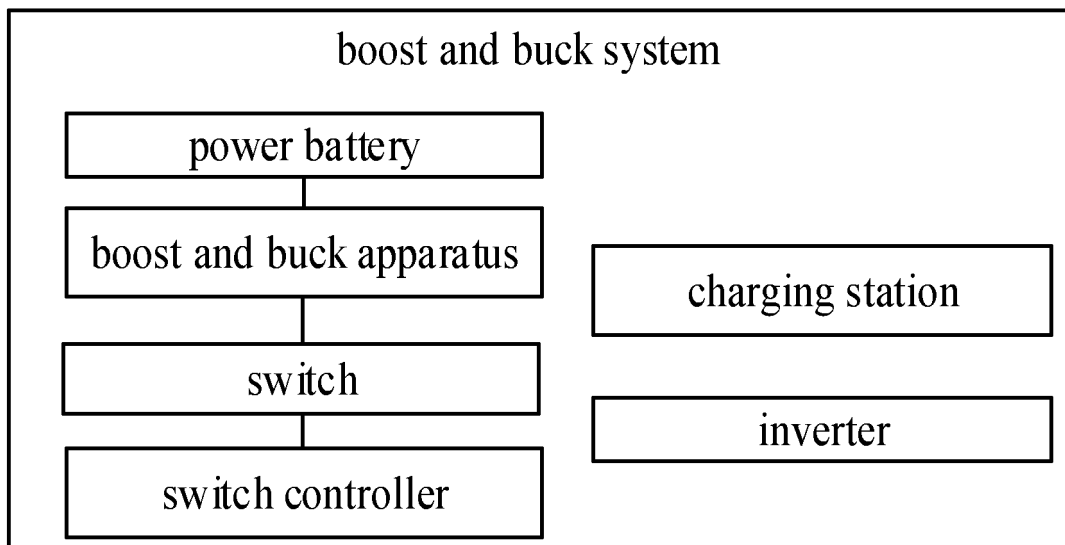 boost and buck system
power battery
boost and buck apparatus
charging station
switch
inverter
switch controller